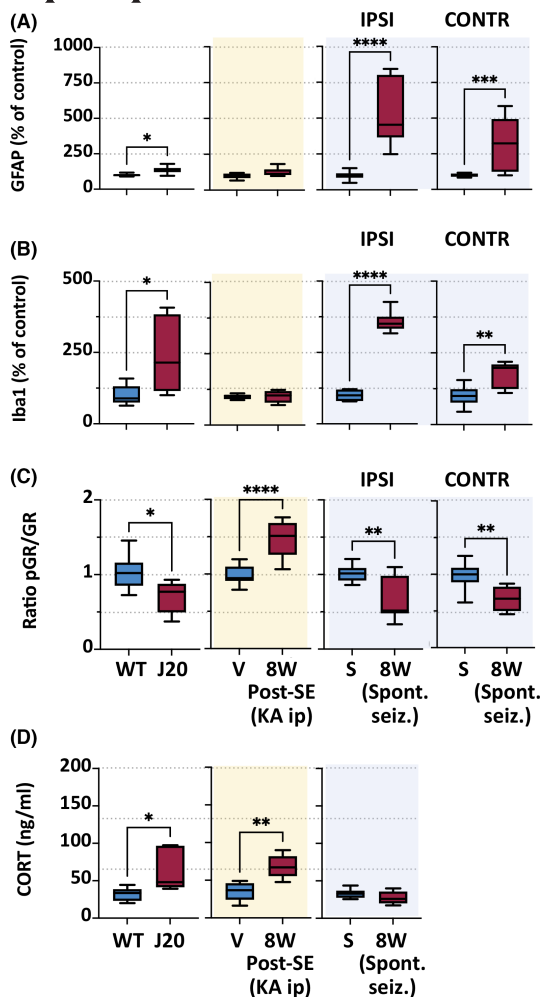 (A)
IPSI
CONTR
GFAP (% of control)
1000
750
500
250
0
*
****
***
(B)
IPSI
CONTR
Iba1 (% of control)
500
250
0
*
****
**
(C)
IPSI
CONTR
Ratio pGR/GR
2
1
0
*
****
**
**
WT J20
V 8W
Post-SE
(KA ip)
S 8W
(Spont.
seiz.)
S 8W
(Spont.
seiz.)
(D)
CORT (ng/ml)
200
150
100
50
0
*
**
WT J20
V 8W
Post-SE
(KA ip)
S 8W
(Spont.
seiz.)